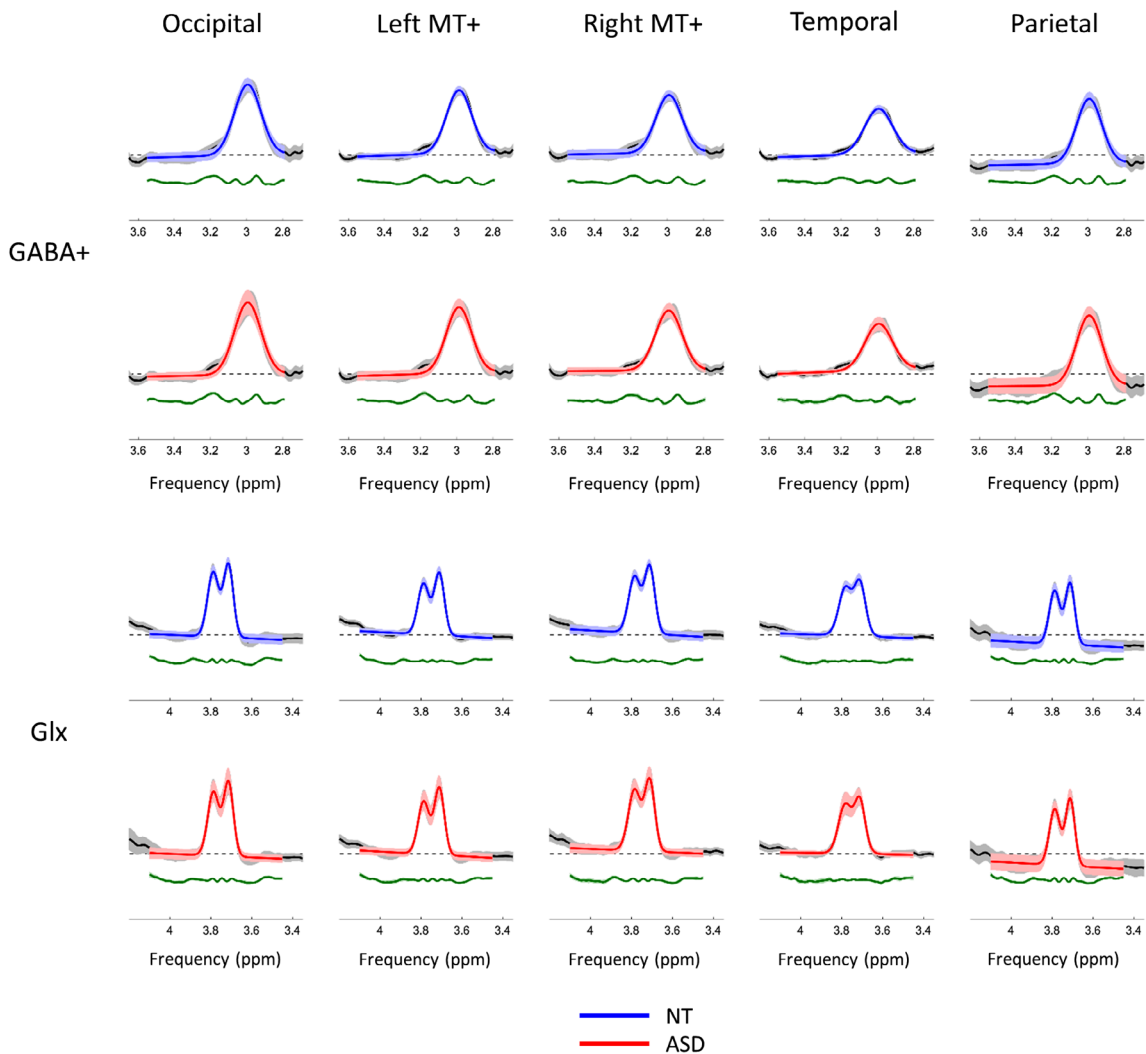 Occipital Left MT+ Right MT+ Temporal Parietal
3.6 3.4 3.2 3 2.8 3.6 3.4 3.2 3 2.8 3.6 3.4 3.2 3 2.8 3.6 3.4 3.2 3 2.8 3.6 3.4 3.2 3 2.8
GABA+
3.6 3.4 3.2 3 2.8 3.6 3.4 3.2 3 2.8 3.6 3.4 3.2 3 2.8 3.6 3.4 3.2 3 2.8 3.6 3.4 3.2 3 2.8
Frequency (ppm) Frequency (ppm) Frequency (ppm) Frequency (ppm) Frequency (ppm)
4 3.8 3.6 3.4 4 3.8 3.6 3.4 4 3.8 3.6 3.4 4 3.8 3.6 3.4 4 3.8 3.6 3.4
Glx
4 3.8 3.6 3.4 4 3.8 3.6 3.4 4 3.8 3.6 3.4 4 3.8 3.6 3.4 4 3.8 3.6 3.4
Frequency (ppm) Frequency (ppm) Frequency (ppm) Frequency (ppm) Frequency (ppm)
NT
ASD